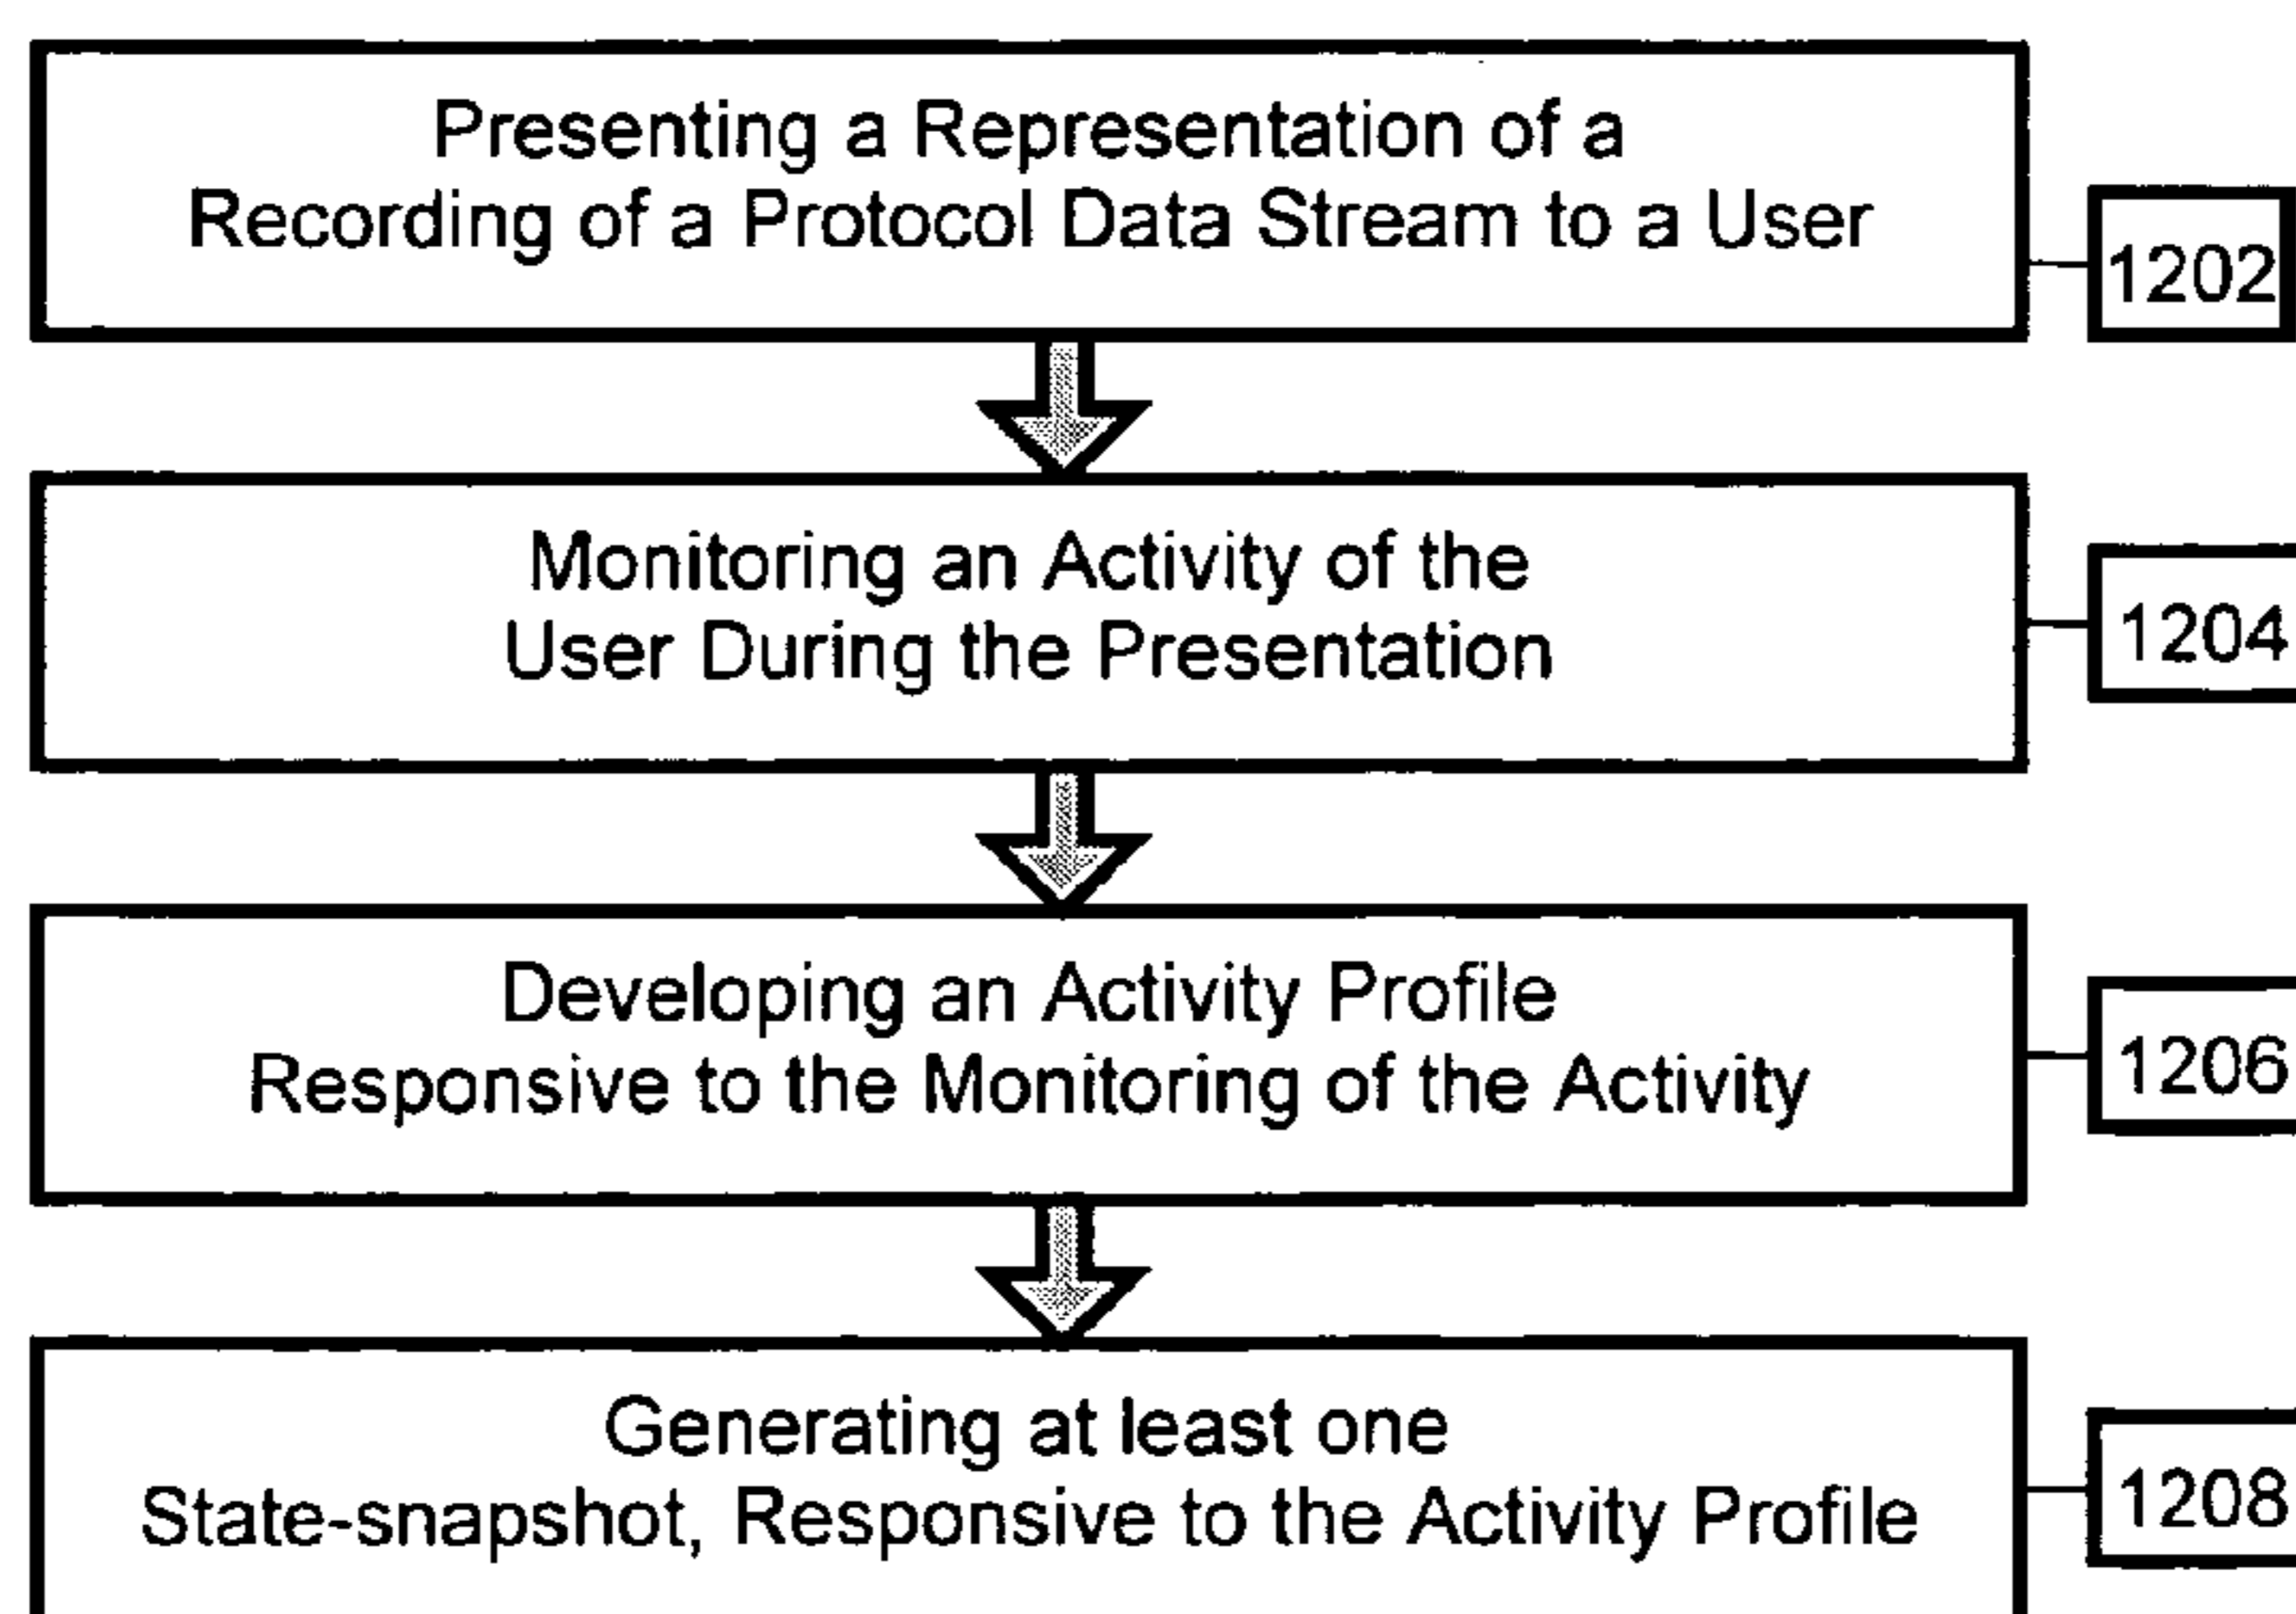 Presenting a Representation of a
Recording of a Protocol Data Stream to a User
1202
Monitoring an Activity of the
User During the Presentation
1204
Developing an Activity Profile
Responsive to the Monitoring of the Activity
1206
Generating at least one
State-snapshot, Responsive to the Activity Profile
1208